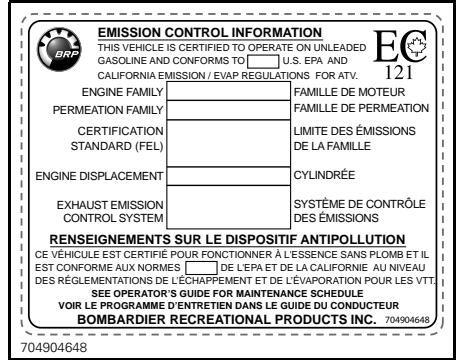 BRP
EMISSION CONTROL INFORMATION
THIS VEHICLE IS CERTIFIED TO OPERATE ON UNLEADED
GASOLINE AND CONFORMS TO U.S. EPA AND
CALIFORNIA EMISSION / EVAP REGULATIONS FOR ATV.
EC
121
ENGINE FAMILY FAMILLE DE MOTEUR
PERMEATION FAMILY FAMILLE DE PERMEATION
CERTIFICATION LIMITE DES ÉMISSIONS
STANDARD (FEL) DE LA FAMILLE
ENGINE DISPLACEMENT CYLINDRÉE
EXHAUST EMISSION SYSTÈME DE CONTRÔLE
CONTROL SYSTEM DES ÉMISSIONS
RENSEIGNEMENTS SUR LE DISPOSITIF ANTIPOLLUTION
CE VÉHICULE EST CERTIFIÉ POUR FONCTIONNER À L'ESSENCE SANS PLOMB ET IL
EST CONFORME AUX NORMES DE L'EPA ET DE LA CALIFORNIE AU NIVEAU
DES RÉGLEMENTATIONS DE L'ÉCHAPPEMENT ET DE L'ÉVAPORATION POUR LES VTT.
SEE OPERATOR'S GUIDE FOR MAINTENANCE SCHEDULE
VOIR LE PROGRAMME D'ENTRETIEN DANS LE GUIDE DU CONDUCTEUR
BOMBARDIER RECREATIONAL PRODUCTS INC. 704904648
704904648